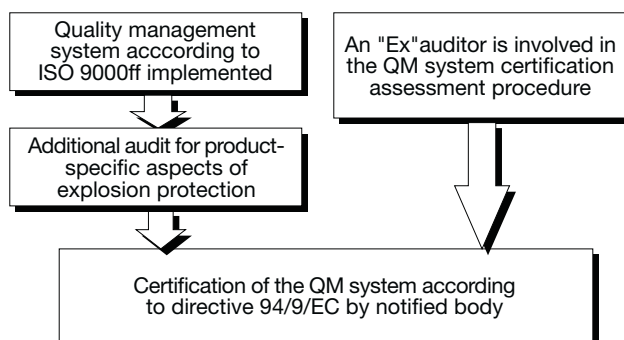 Quality management
system acccording to
ISO 9000ff implemented
An "Ex"auditor is involved in
the QM system certification
assessment procedure
Additional audit for product-
specific aspects of
explosion protection
Certification of the QM system according
to directive 94/9/EC by notified body